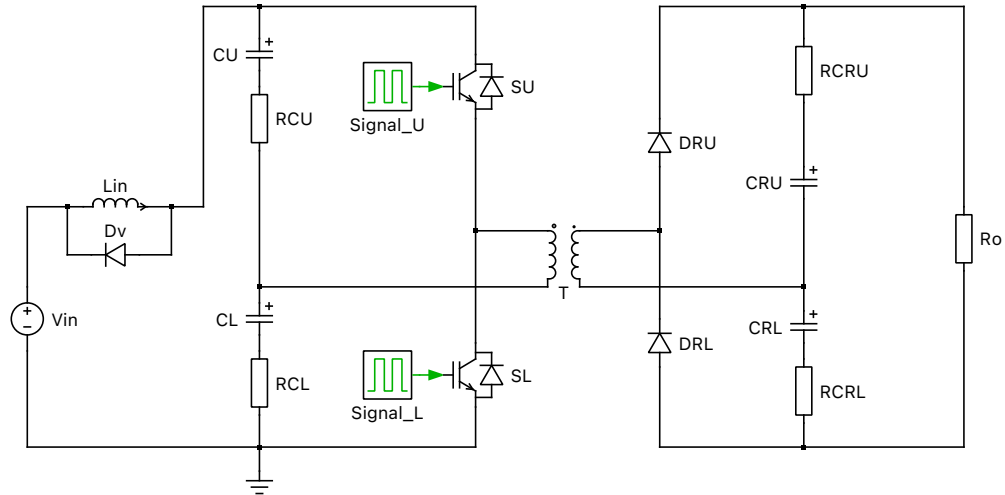 CU
RCU
Signal_U
SU
Lin
Dv
Vin
CL
RCL
Signal_L
SL
T
DRU
DRL
RCRU
CRU
CRL
RCRL
Ro